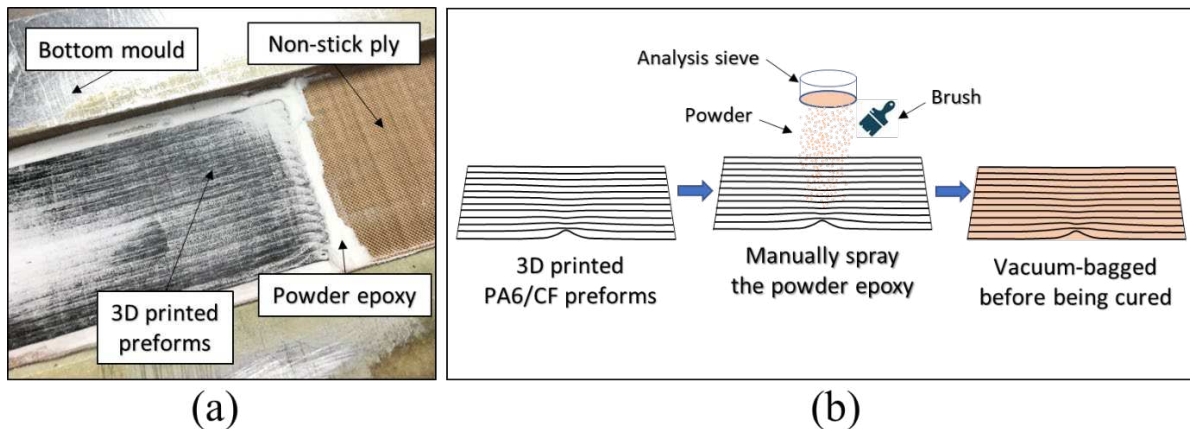 Bottom mould
Non-stick ply
3D printed
preforms
Powder epoxy
(a)
Analysis sieve
Powder
Brush
3D printed
PA6/CF preforms
Manually spray
the powder epoxy
Vacuum-bagged
before being cured
(b)